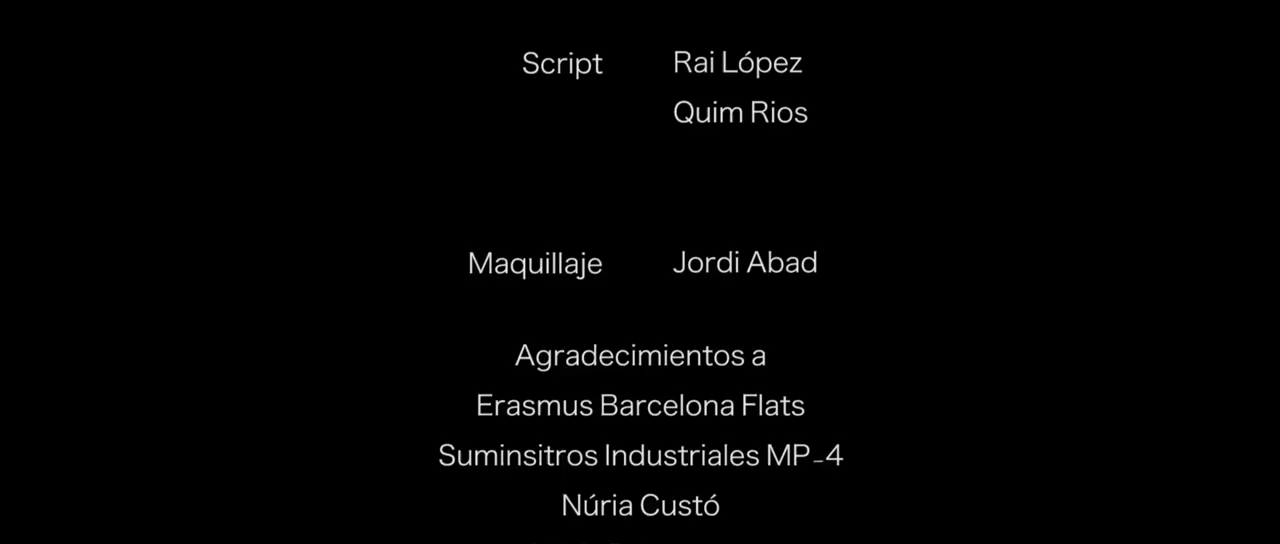 Script Rai López
Quim Rios
Maquillaje Jordi Abad
Agradecimientos a
Erasmus Barcelona Flats
Suminsitros Industriales MP-4
Núria Custó